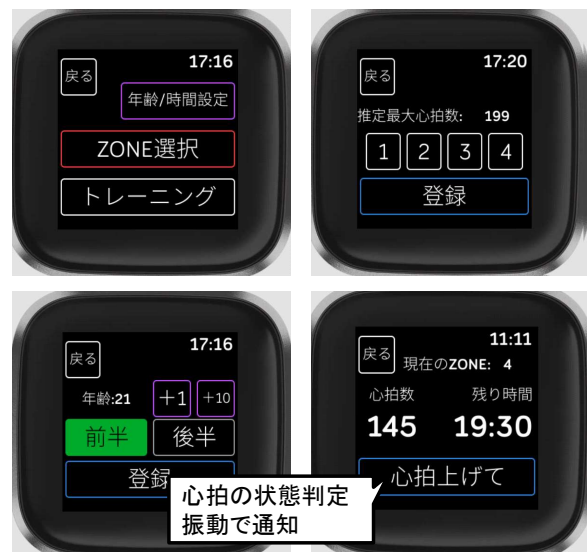 17:16
戻る
年齢/時間設定
ZONE選択
トレーニング
17:20
戻る
推定最大心拍数: 199
1 2 3 4
登録
17:16
戻る
年齢:21 +1 +10
前半 後半
登録
11:11
戻る
現在のZONE: 4
心拍数 残り時間
145 19:30
心拍上げて
心拍の状態判定
振動で通知